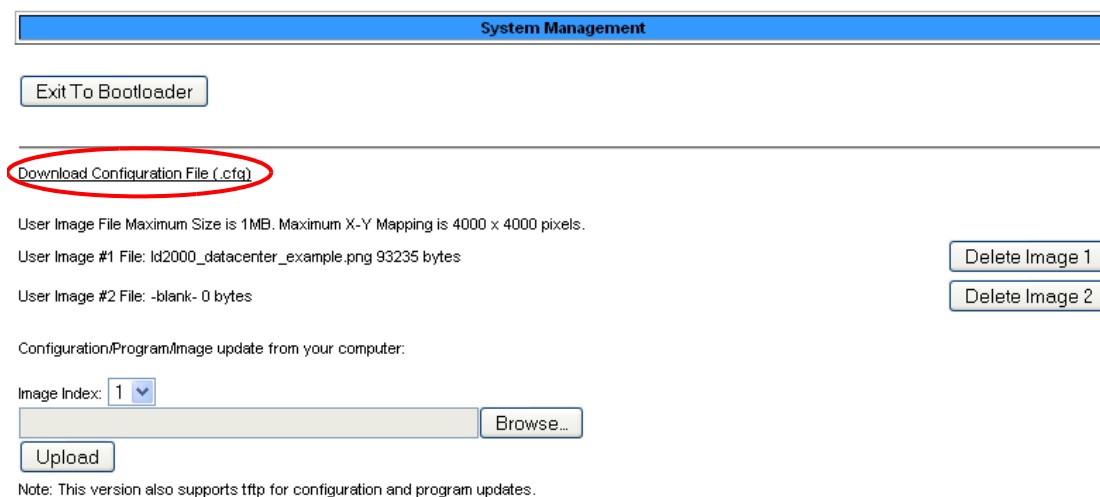 System Management
Exit To Bootloader
Download Configuration File (.cfg)
User Image File Maximum Size is 1MB. Maximum X-Y Mapping is 4000 x 4000 pixels.
User Image #1 File: ld2000_datacenter_example.png 93235 bytes
Delete Image 1
User Image #2 File: -blank- 0 bytes
Delete Image 2
Configuration/Program/Image update from your computer:
Image Index: 1
Browse...
Upload
Note: This version also supports tftp for configuration and program updates.